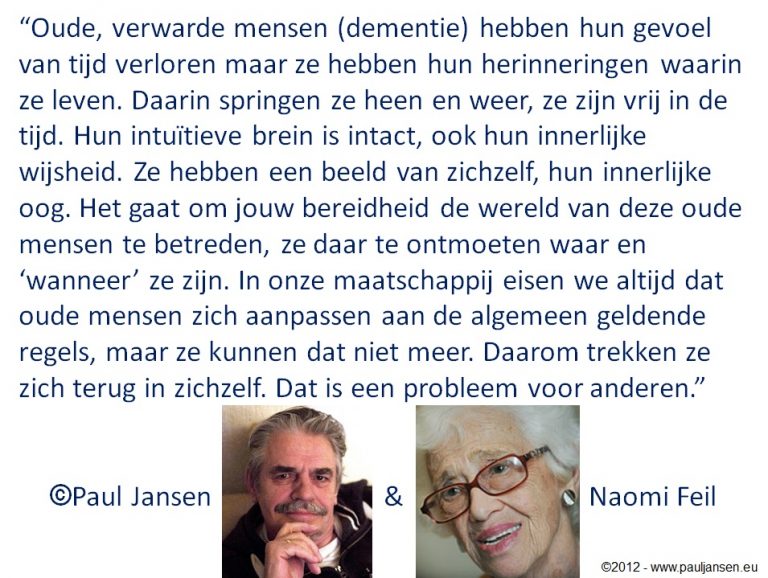 “Oude, verwarde mensen (dementie) hebben hun gevoel
van tijd verloren maar ze hebben hun herinneringen waarin
ze leven. Daarin springen ze heen en weer, ze zijn vrij in de
tijd. Hun intuïtieve brein is intact, ook hun innerlijke
wijsheid. Ze hebben een beeld van zichzelf, hun innerlijke
oog. Het gaat om jouw bereidheid de wereld van deze oude
mensen te betreden, ze daar te ontmoeten waar en
‘wanneer’ ze zijn. In onze maatschappij eisen we altijd dat
oude mensen zich aanpassen aan de algemeen geldende
regels, maar ze kunnen dat niet meer. Daarom trekken ze
zich terug in zichzelf. Dat is een probleem voor anderen.”
©Paul Jansen & Naomi Feil
©2012 - www.pauljansen.eu